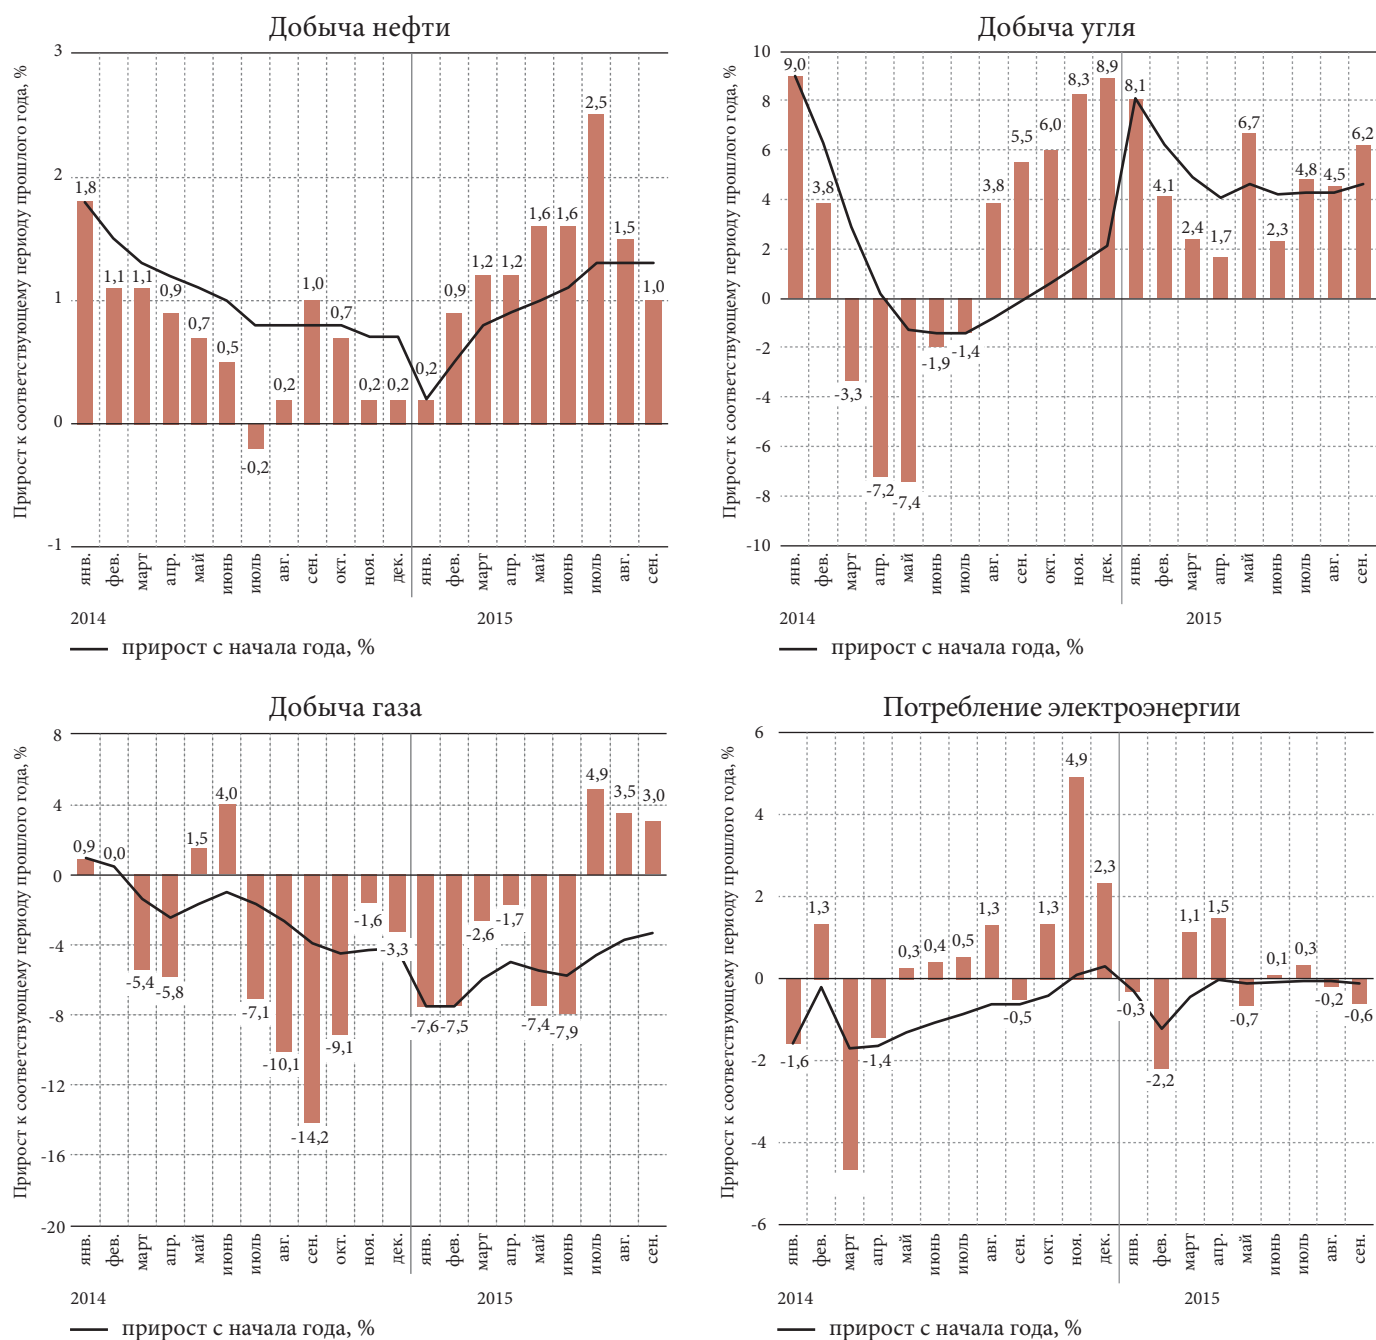 Добыча нефти
Прирост к соответствующему периоду прошлого года, %
3
2
1
0
-1
1,8
1,1
1,1
0,9
0,7
0,5
-0,2
0,2
1,0
0,7
0,2
0,2
0,2
0,9
1,2
1,2
1,6
1,6
2,5
1,5
1,0
янв.
фев.
март
апр.
май
июнь
июль
авг.
сен.
окт.
ноя.
дек.
янв.
фев.
март
апр.
май
июнь
июль
авг.
сен.
2014
2015
прирост с начала года, %
Добыча угля
Прирост к соответствующему периоду прошлого года, %
10
8
6
4
2
0
-2
-4
-6
-8
-10
9,0
3,8
-3,3
-7,2
-7,4
-1,9
-1,4
3,8
5,5
6,0
8,3
8,9
8,1
4,1
2,4
1,7
6,7
2,3
4,8
4,5
6,2
янв.
фев.
март
апр.
май
июнь
июль
авг.
сен.
окт.
ноя.
дек.
янв.
фев.
март
апр.
май
июнь
июль
авг.
сен.
2014
2015
прирост с начала года, %
Добыча газа
Прирост к соответствующему периоду прошлого года, %
8
4
0
-4
-8
-12
-16
-20
0,9
0,0
-5,4
-5,8
1,5
4,0
-7,1
-10,1
-14,2
-9,1
-1,6
-3,3
-7,6
-7,5
-2,6
-1,7
-7,4
-7,9
4,9
3,5
3,0
янв.
фев.
март
апр.
май
июнь
июль
авг.
сен.
окт.
ноя.
дек.
янв.
фев.
март
апр.
май
июнь
июль
авг.
сен.
2014
2015
прирост с начала года, %
Потребление электроэнергии
Прирост к соответствующему периоду прошлого года, %
6
4
2
0
-2
-4
-6
-1,6
1,3
-1,4
0,3
0,4
0,5
1,3
-0,5
1,3
4,9
2,3
-0,3
-2,2
1,1
1,5
-0,7
0,1
0,3
-0,2
-0,6
янв.
фев.
март
апр.
май
июнь
июль
авг.
сен.
окт.
ноя.
дек.
янв.
фев.
март
апр.
май
июнь
июль
авг.
сен.
2014
2015
прирост с начала года, %